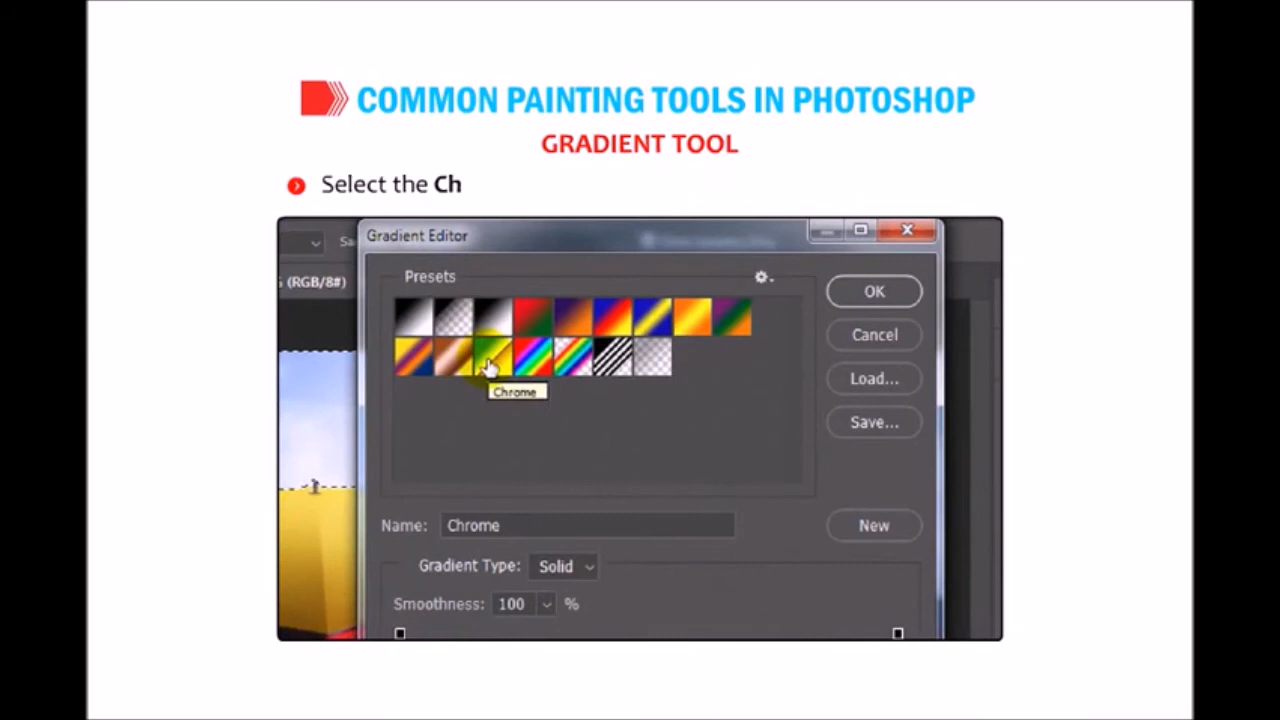 COMMON PAINTING TOOLS IN PHOTOSHOP
GRADIENT TOOL
Select the Ch
Gradient Editor
(RGB/8#)
Presets
OK
Cancel
Load...
Save...
Chrome
Name: Chrome
New
Gradient Type: Solid
Smoothness: 100 %